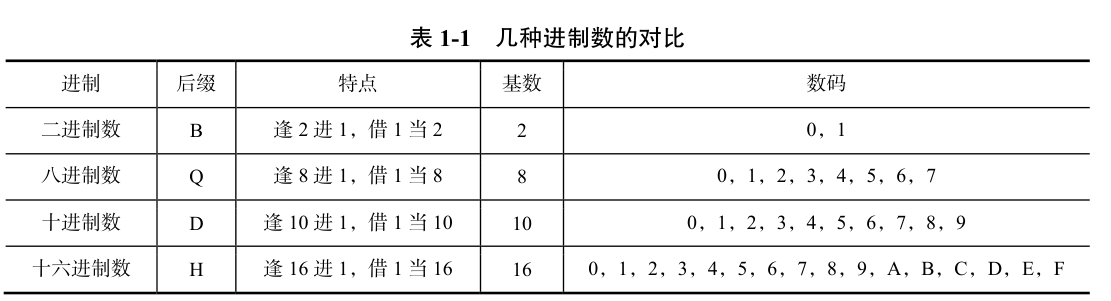 表 1-1 几种进制数的对比
进制 后缀 特点 基数 数码
二进制数 B 逢 2 进 1，借 1 当 2 2 0，1
八进制数 Q 逢 8 进 1，借 1 当 8 8 0，1，2，3，4，5，6，7
十进制数 D 逢 10 进 1，借 1 当 10 10 0，1，2，3，4，5，6，7，8，9
十六进制数 H 逢 16 进 1，借 1 当 16 16 0，1，2，3，4，5，6，7，8，9，A，B，C，D，E，F